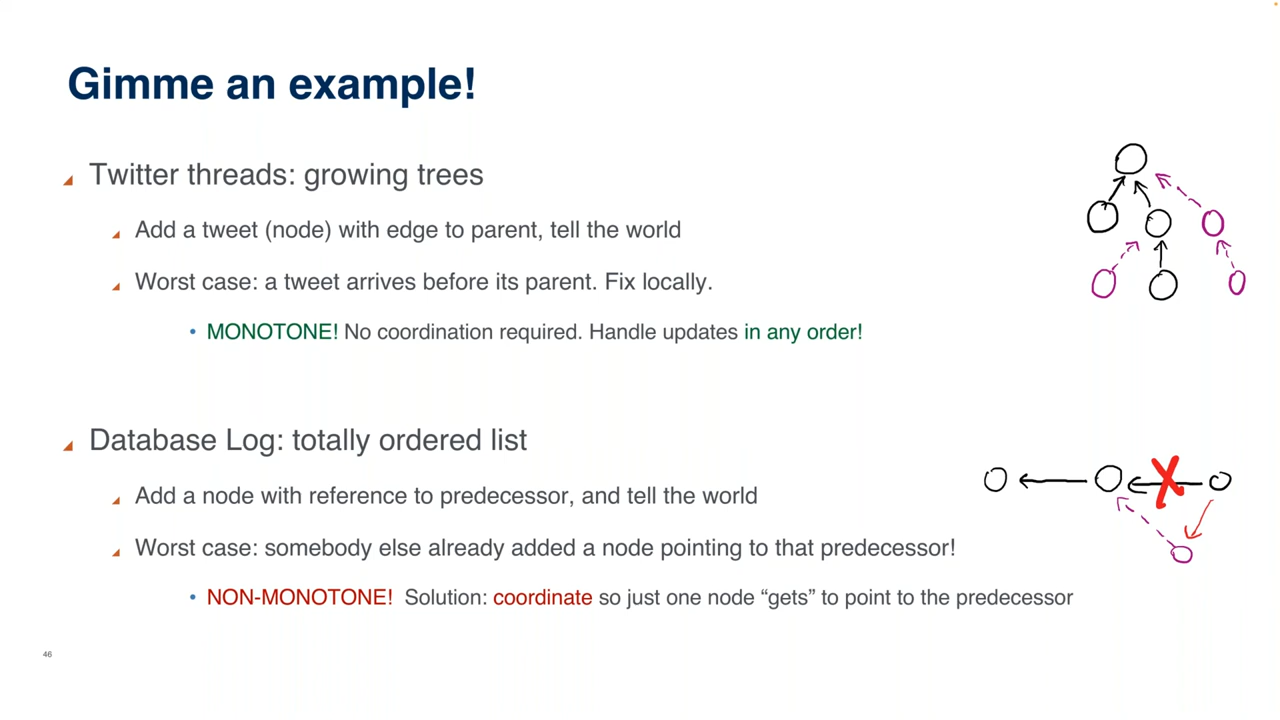 Gimme an example!
Twitter threads: growing trees
Add a tweet (node) with edge to parent, tell the world
Worst case: a tweet arrives before its parent. Fix locally.
• MONOTONE! No coordination required. Handle updates in any order!
Database Log: totally ordered list
Add a node with reference to predecessor, and tell the world
Worst case: somebody else already added a node pointing to that predecessor!
• NON-MONOTONE! Solution: coordinate so just one node “gets” to point to the predecessor
46